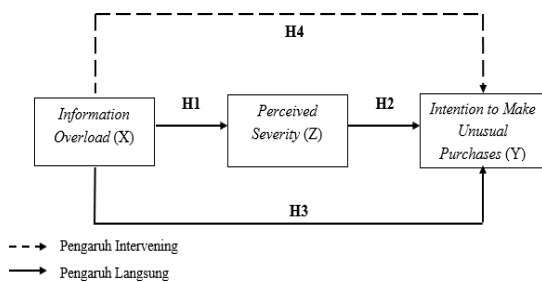 H4
Information
Overload (X)
H1
Perceived
Severity (Z)
H2
Intention to Make
Unusual
Purchases (Y)
H3
Pengaruh Intervening
Pengaruh Langsung